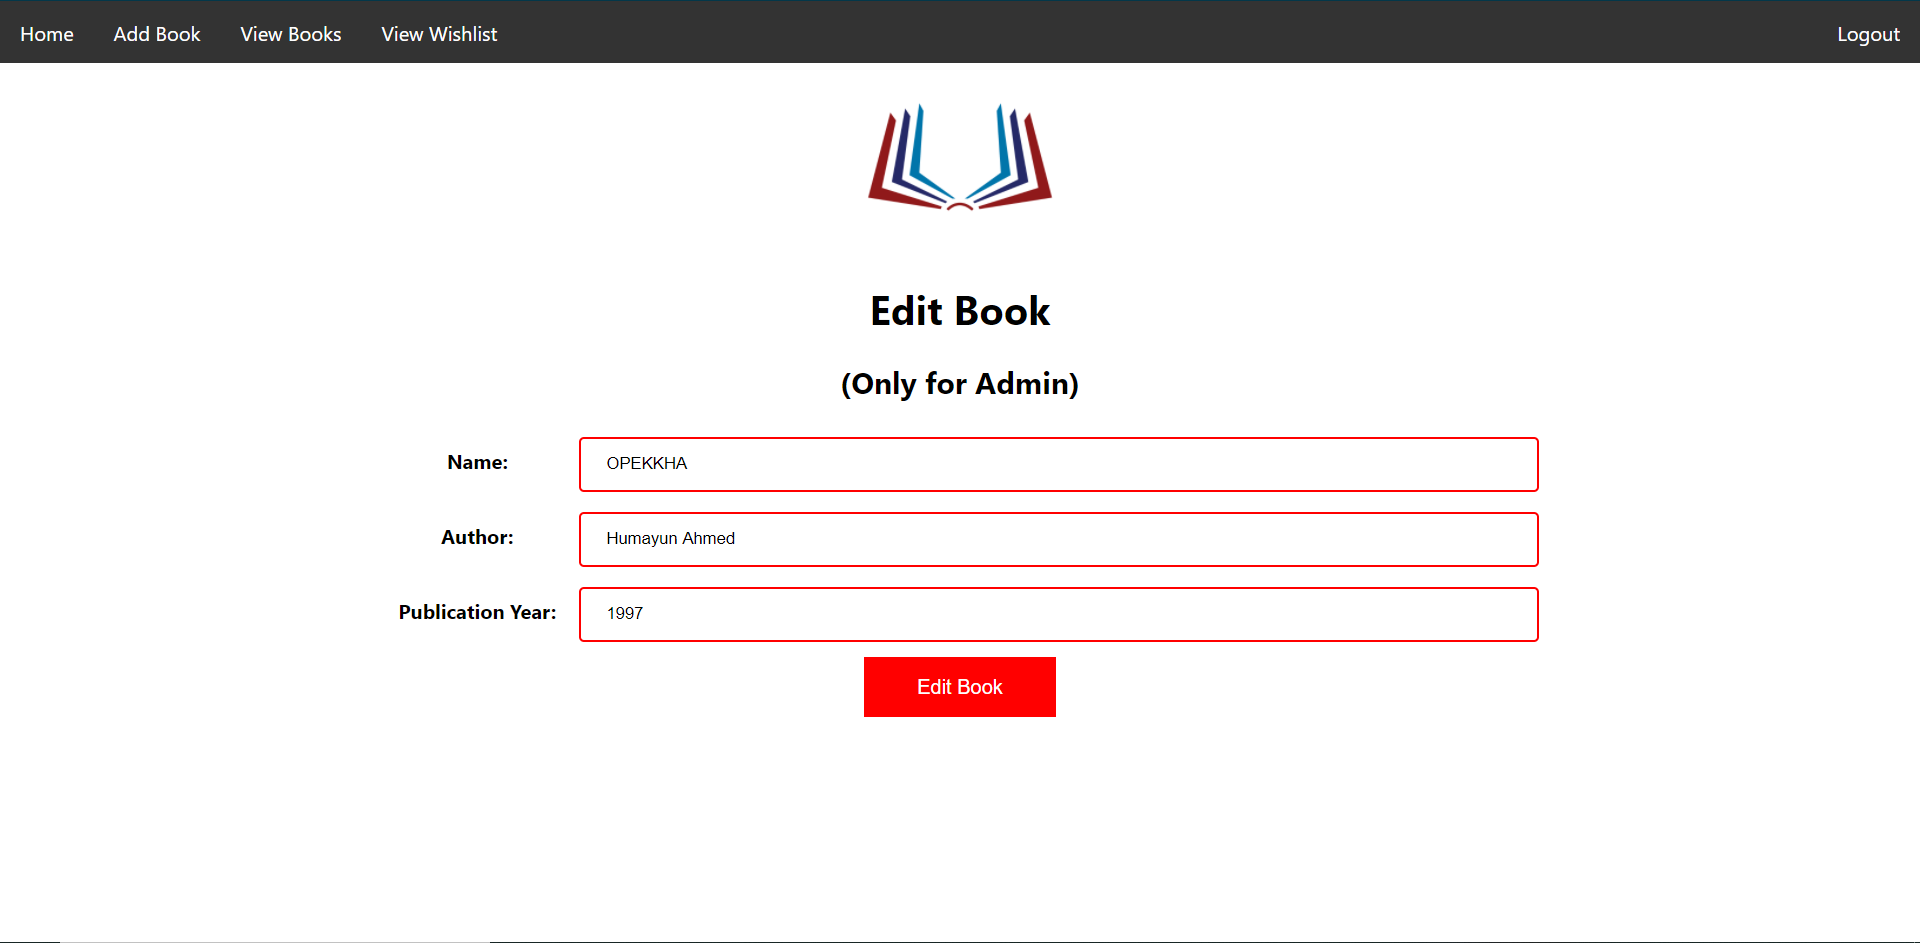 Home Add Book View Books View Wishlist Logout
Edit Book
(Only for Admin)
Name: OPEKKHA
Author: Humayun Ahmed
Publication Year: 1997
Edit Book